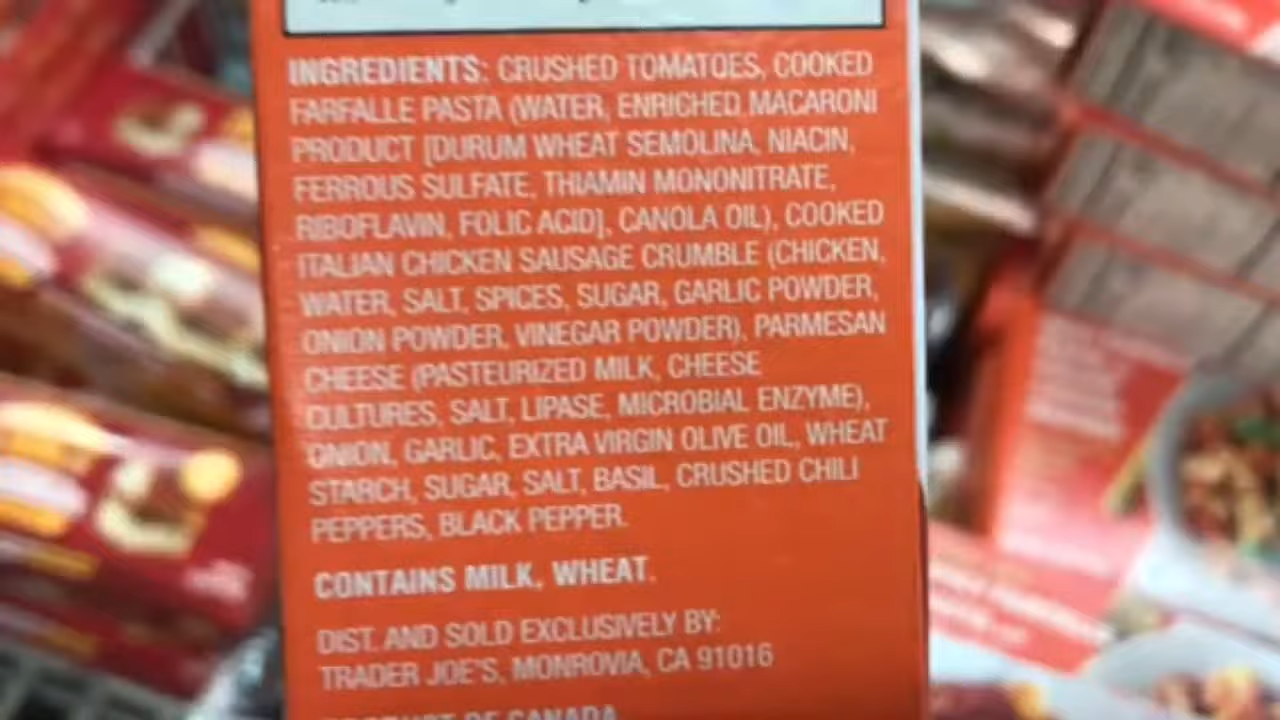 INGREDIENTS: CRUSHED TOMATOES, COOKED
FARFALLE PASTA (WATER, ENRICHED MACARONI
PRODUCT [DURUM WHEAT SEMOLINA, NIACIN,
FERROUS SULFATE, THIAMIN MONONITRATE,
RIBOFLAVIN, FOLIC ACID], CANOLA OIL), COOKED
ITALIAN CHICKEN SAUSAGE CRUMBLE (CHICKEN,
WATER, SALT, SPICES, SUGAR, GARLIC POWDER,
ONION POWDER, VINEGAR POWDER), PARMESAN
CHEESE (PASTEURIZED MILK, CHEESE
CULTURES, SALT, LIPASE, MICROBIAL ENZYME),
ONION, GARLIC, EXTRA VIRGIN OLIVE OIL, WHEAT
STARCH, SUGAR, SALT, BASIL, CRUSHED CHILI
PEPPERS, BLACK PEPPER.
CONTAINS MILK, WHEAT.
DIST. AND SOLD EXCLUSIVELY BY:
TRADER JOE'S, MONROVIA, CA 91016
PRODUCT OF CANADA